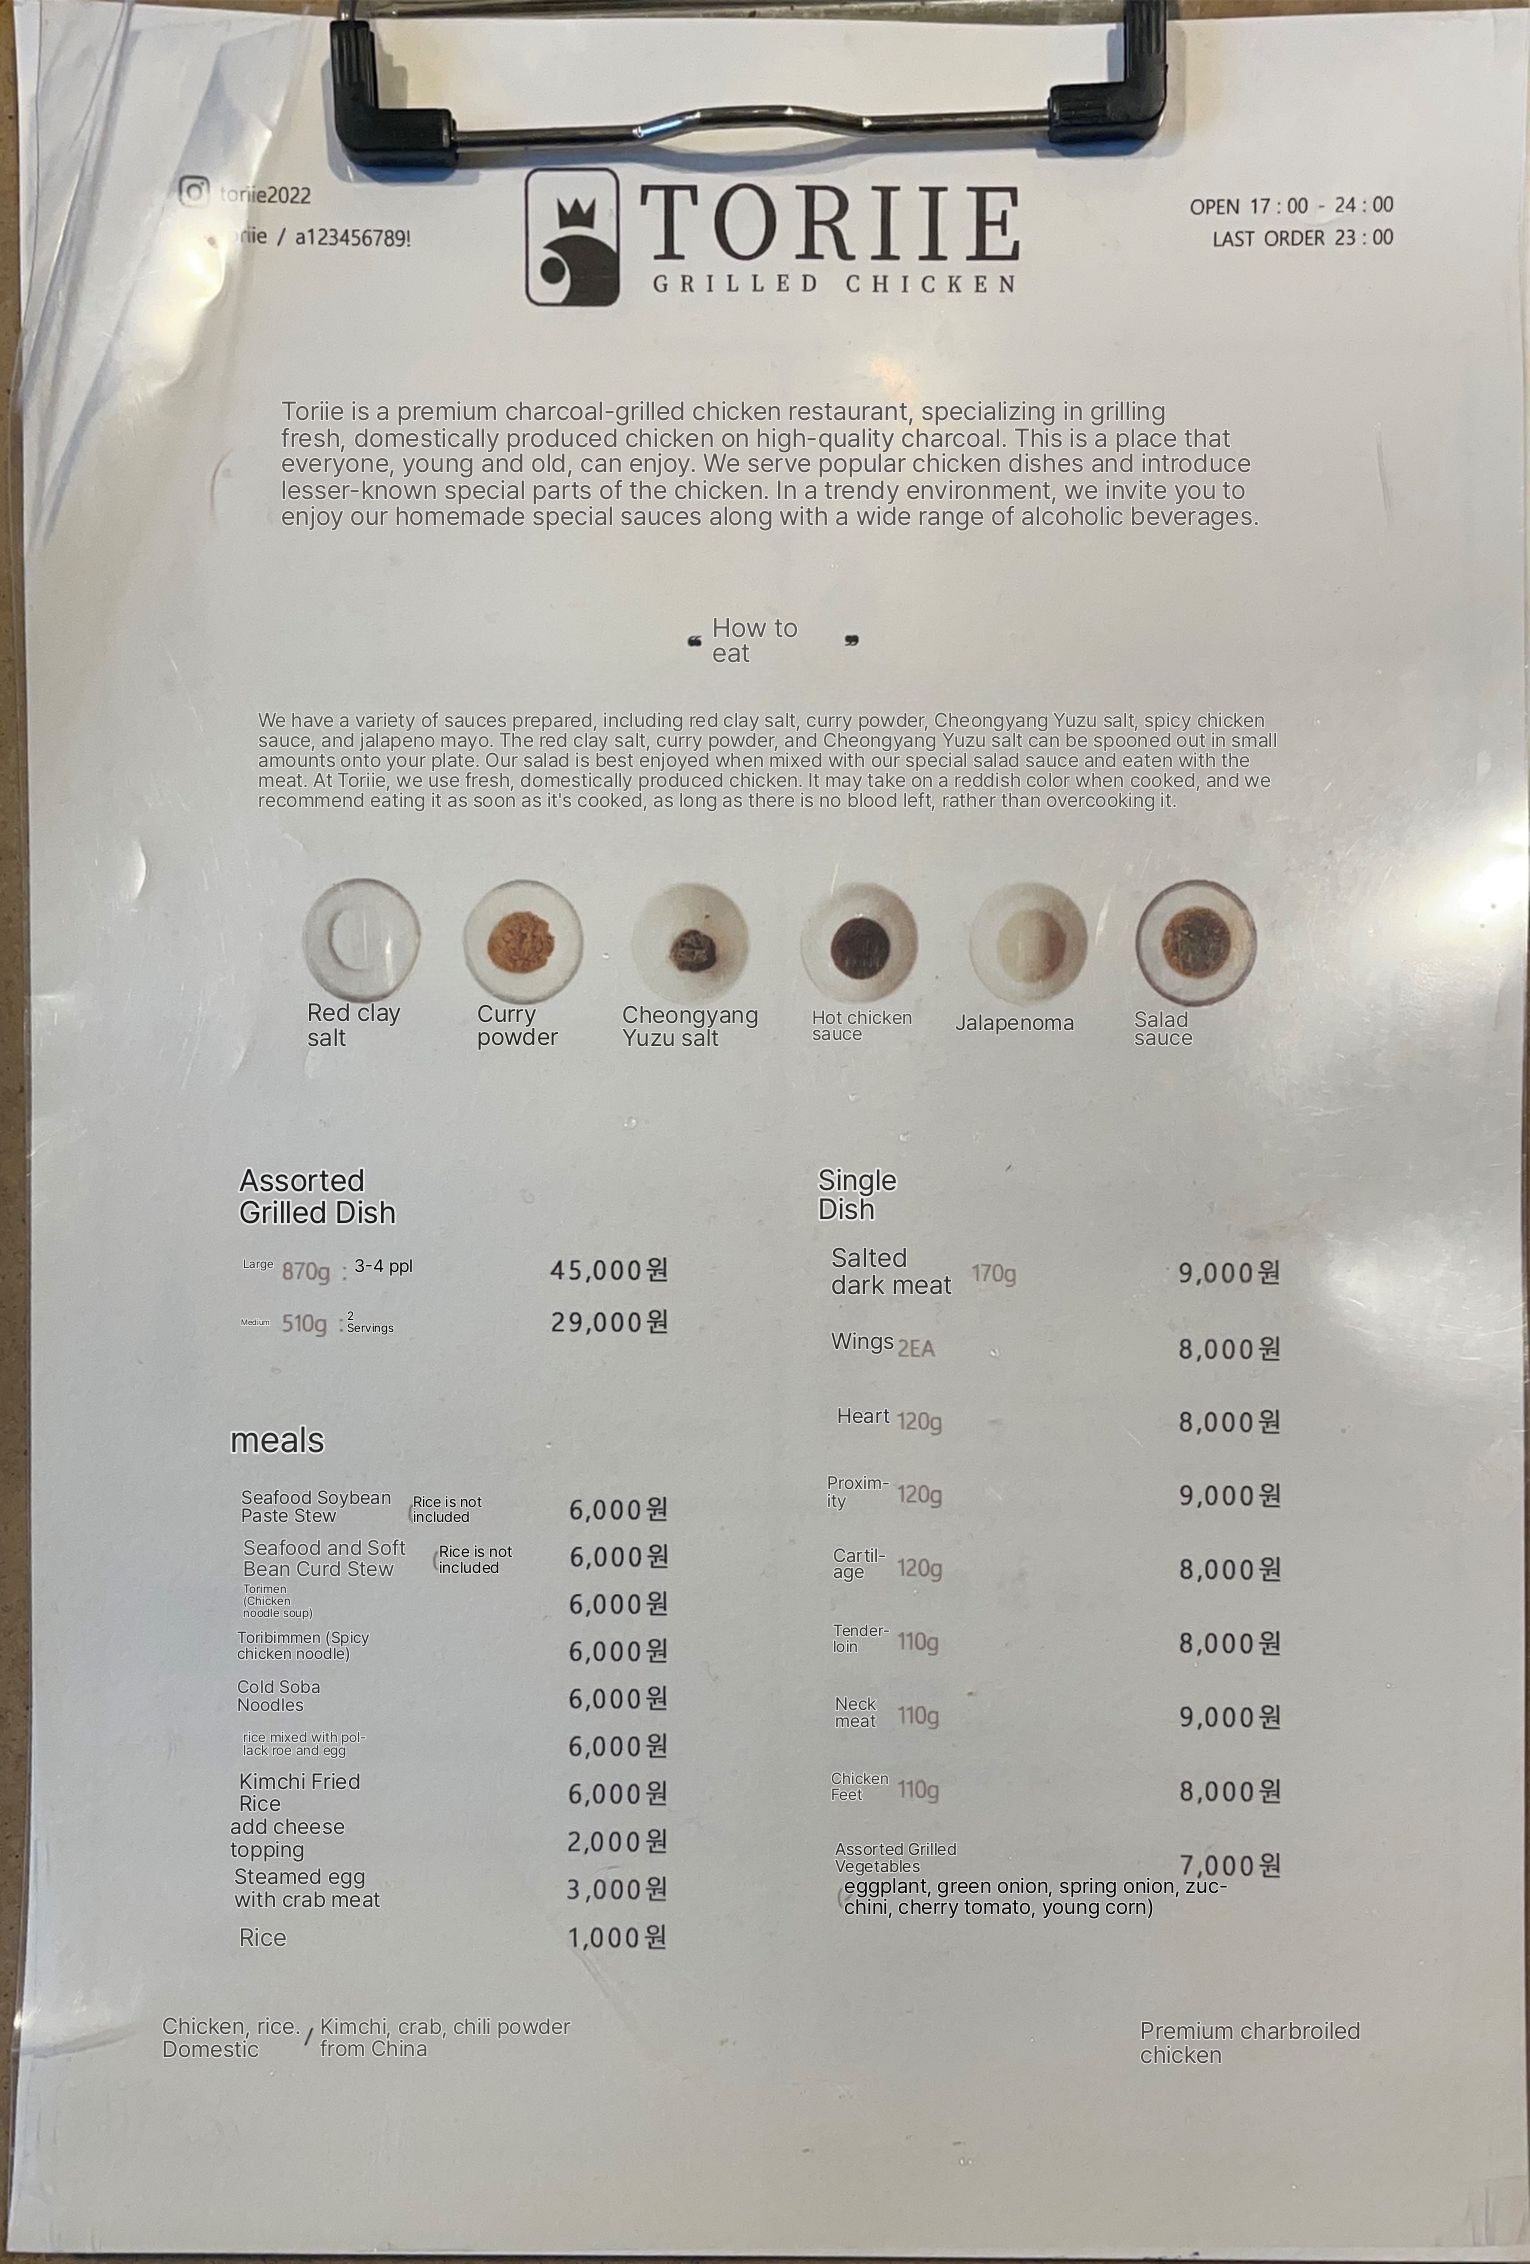 toriie2022
riie / a123456789!
TORIIE
GRILLED CHICKEN
OPEN 17 : 00 - 24 : 00
LAST ORDER 23 : 00
Toriie is a premium charcoal-grilled chicken restaurant, specializing in grilling
fresh, domestically produced chicken on high-quality charcoal. This is a place that
everyone, young and old, can enjoy. We serve popular chicken dishes and introduce
lesser-known special parts of the chicken. In a trendy environment, we invite you to
enjoy our homemade special sauces along with a wide range of alcoholic beverages.
❝ How to
eat ❞
We have a variety of sauces prepared, including red clay salt, curry powder, Cheongyang Yuzu salt, spicy chicken
sauce, and jalapeno mayo. The red clay salt, curry powder, and Cheongyang Yuzu salt can be spooned out in small
amounts onto your plate. Our salad is best enjoyed when mixed with our special salad sauce and eaten with the
meat. At Toriie, we use fresh, domestically produced chicken. It may take on a reddish color when cooked, and we
recommend eating it as soon as it's cooked, as long as there is no blood left, rather than overcooking it.
Red clay
salt
Curry
powder
Cheongyang
Yuzu salt
Hot chicken
sauce
Jalapenoma
Salad
sauce
Assorted
Grilled Dish
Large 870g : 3-4 ppl 45,000원
Medium 510g : 2
Servings 29,000원
meals
Seafood Soybean
Paste Stew (Rice is not
included 6,000원
Seafood and Soft
Bean Curd Stew (Rice is not
included 6,000원
Torimen
(Chicken
noodle soup) 6,000원
Toribimmen (Spicy
chicken noodle) 6,000원
Cold Soba
Noodles 6,000원
rice mixed with pol-
lack roe and egg 6,000원
Kimchi Fried
Rice 6,000원
add cheese
topping 2,000원
Steamed egg
with crab meat 3,000원
Rice 1,000원
Single
Dish
Salted
dark meat 170g 9,000원
Wings 2EA 8,000원
Heart 120g 8,000원
Proxim-
ity 120g 9,000원
Cartil-
age 120g 8,000원
Tender-
loin 110g 8,000원
Neck
meat 110g 9,000원
Chicken
Feet 110g 8,000원
Assorted Grilled
Vegetables 7,000원
(eggplant, green onion, spring onion, zuc-
chini, cherry tomato, young corn)
Chicken, rice.
Domestic / Kimchi, crab, chili powder
from China
Premium charbroiled
chicken